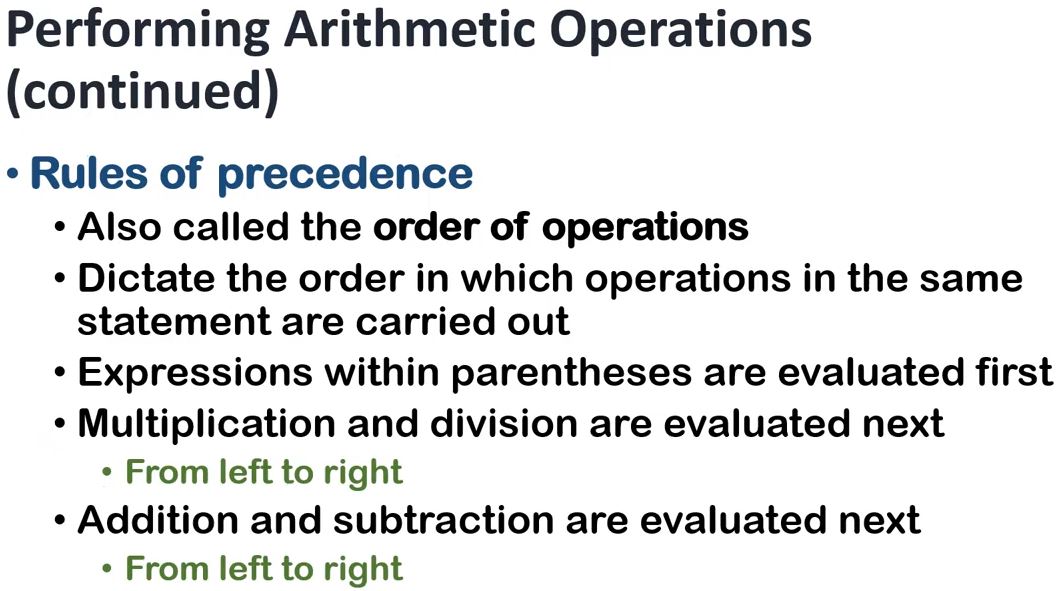 Performing Arithmetic Operations
(continued)
• Rules of precedence
• Also called the order of operations
• Dictate the order in which operations in the same
statement are carried out
• Expressions within parentheses are evaluated first
• Multiplication and division are evaluated next
• From left to right
• Addition and subtraction are evaluated next
• From left to right